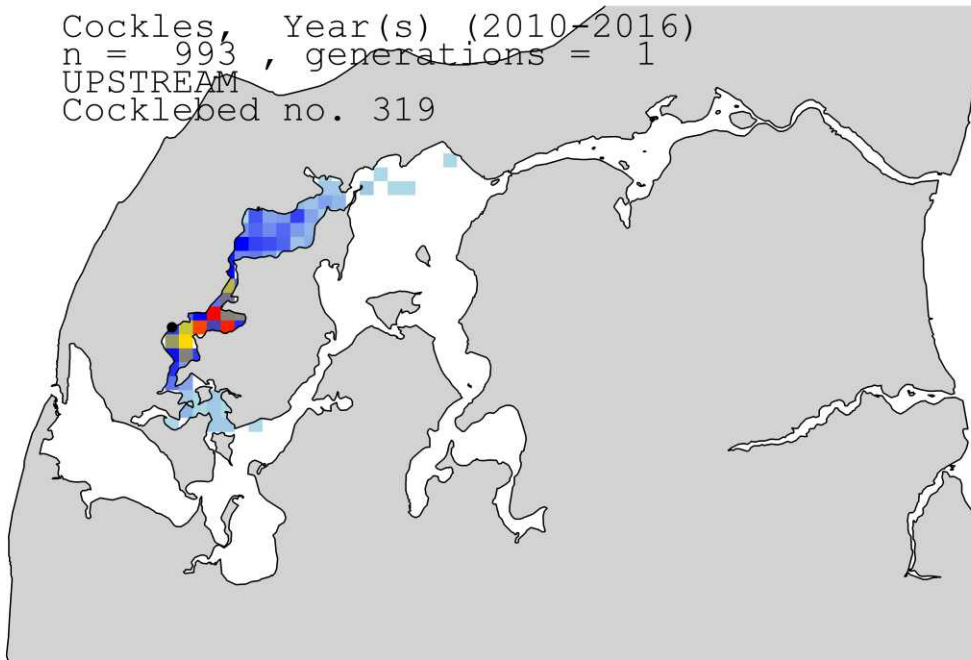 Cockles, Year(s) (2010-2016)
n = 993 , generations = 1
UPSTREAM
Cocklebed no. 319